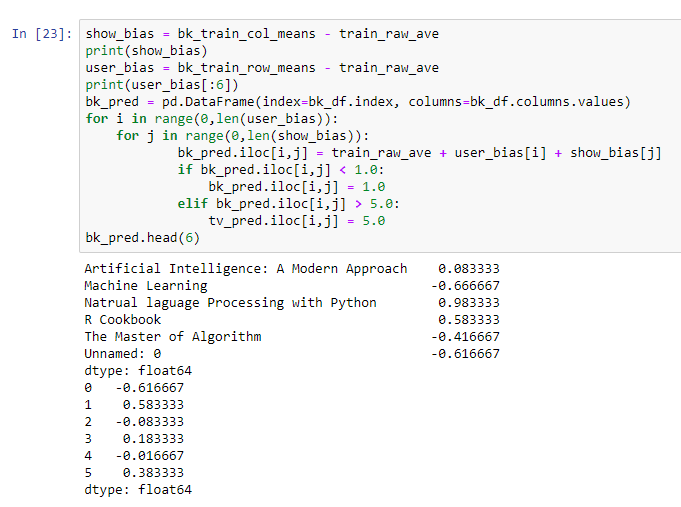 In [23]: show_bias = bk_train_col_means - train_raw_ave
print(show_bias)
user_bias = bk_train_row_means - train_raw_ave
print(user_bias[:6])
bk_pred = pd.DataFrame(index=bk_df.index, columns=bk_df.columns.values)
for i in range(0,len(user_bias)):
    for j in range(0,len(show_bias)):
            bk_pred.iloc[i,j] = train_raw_ave + user_bias[i] + show_bias[j]
            if bk_pred.iloc[i,j] < 1.0:
                bk_pred.iloc[i,j] = 1.0
            elif bk_pred.iloc[i,j] > 5.0:
                tv_pred.iloc[i,j] = 5.0
bk_pred.head(6)
Artificial Intelligence: A Modern Approach    0.083333
Machine Learning                             -0.666667
Natrual laguage Processing with Python        0.983333
R Cookbook                                    0.583333
The Master of Algorithm                      -0.416667
Unnamed: 0                                   -0.616667
dtype: float64
0   -0.616667
1    0.583333
2   -0.083333
3    0.183333
4   -0.016667
5    0.383333
dtype: float64